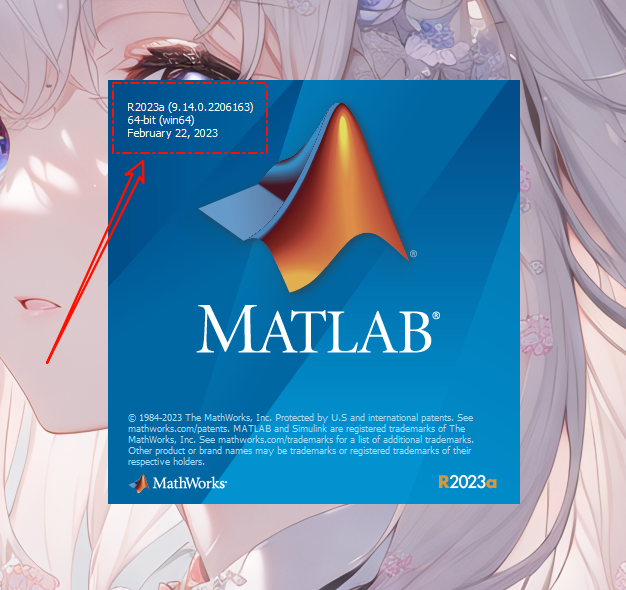 R2023a (9.14.0.2206163)
64-bit (win64)
February 22, 2023
®
MATLAB®
© 1984-2023 The MathWorks, Inc. Protected by U.S and international patents. See
mathworks.com/patents. MATLAB and Simulink are registered trademarks of The
MathWorks, Inc. See mathworks.com/trademarks for a list of additional trademarks.
Other product or brand names may be trademarks or registered trademarks of their
respective holders.
MathWorks®
R2023a